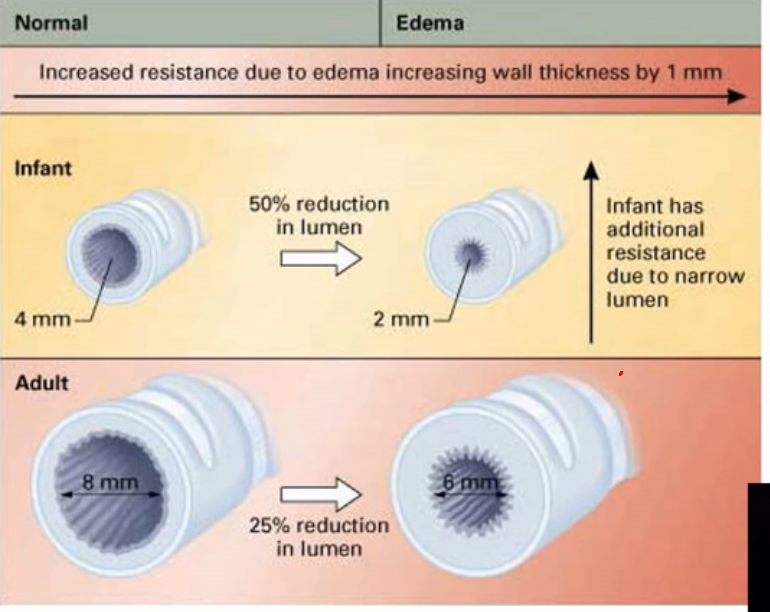 Normal
Edema
Increased resistance due to edema increasing wall thickness by 1 mm
Infant
50% reduction
in lumen
Infant has
additional
resistance
due to narrow
lumen
4 mm
2 mm
Adult
8 mm
6 mm
25% reduction
in lumen